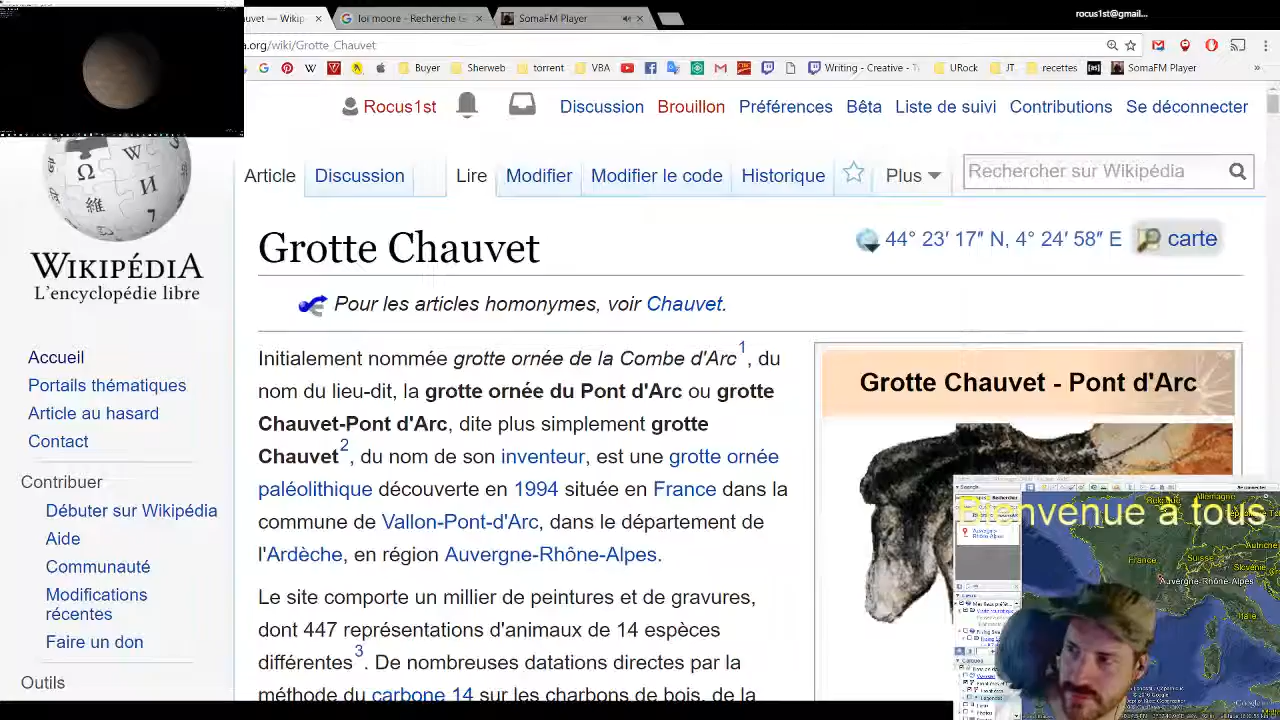 auvet — Wikip
loi moore - Recherche G
SomaFM Player
rocus1st@gmail...
a.org/wiki/Grotte_Chauvet
Buyer
Sherweb
torrent
VBA
Writing - Creative - T
URock
JT
recettes
SomaFM Player
Rocus1st
Discussion
Brouillon
Préférences
Bêta
Liste de suivi
Contributions
Se déconnecter
Article
Discussion
Lire
Modifier
Modifier le code
Historique
Plus
Rechercher sur Wikipédia
WIKIPÉDIA
L'encyclopédie libre
Accueil
Portails thématiques
Article au hasard
Contact
Contribuer
Débuter sur Wikipédia
Aide
Communauté
Modifications
récentes
Faire un don
Outils
Grotte Chauvet
44° 23′ 17″ N, 4° 24′ 58″ E
carte
Pour les articles homonymes, voir Chauvet.
Initialement nommée grotte ornée de la Combe d'Arc1, du
nom du lieu-dit, la grotte ornée du Pont d'Arc ou grotte
Chauvet-Pont d'Arc, dite plus simplement grotte
Chauvet2, du nom de son inventeur, est une grotte ornée
paléolithique découverte en 1994 située en France dans la
commune de Vallon-Pont-d'Arc, dans le département de
l'Ardèche, en région Auvergne-Rhône-Alpes.
Le site comporte un millier de peintures et de gravures,
dont 447 représentations d'animaux de 14 espèces
différentes3. De nombreuses datations directes par la
méthode du carbone 14 sur les charbons de bois, de la
Grotte Chauvet - Pont d'Arc
Bienvenue à tous
Allemagne
Autriche
Slovénie
France
Auvergne-Rhône-Alpes